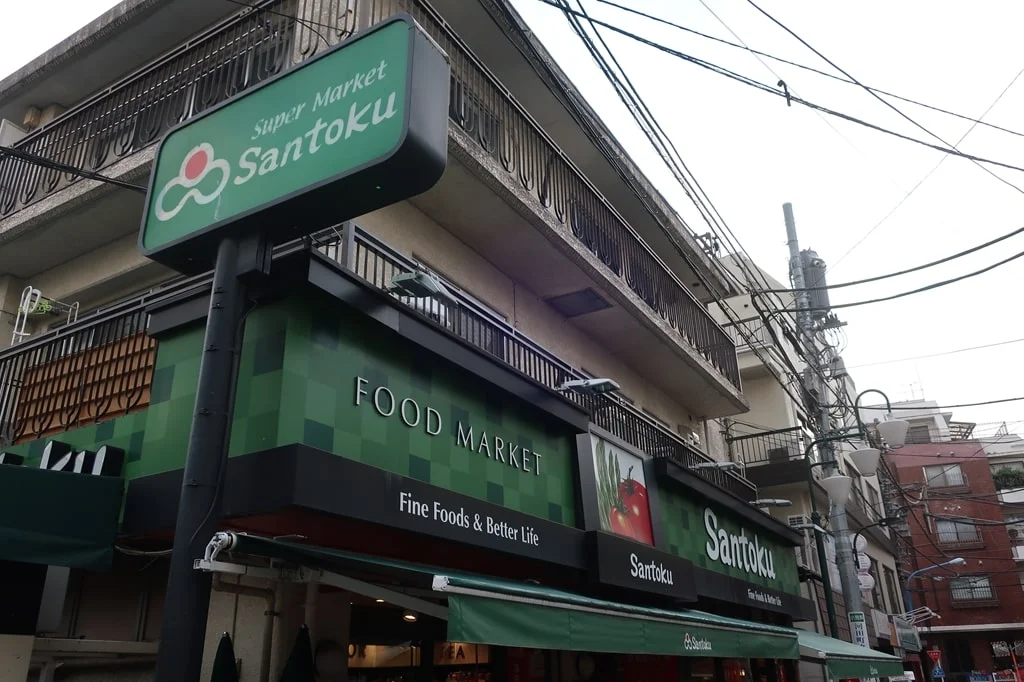 Super Market
Santoku
FOOD MARKET
Fine Foods & Better Life
Santoku
Santoku
Fine Foods & Better Life
Santoku